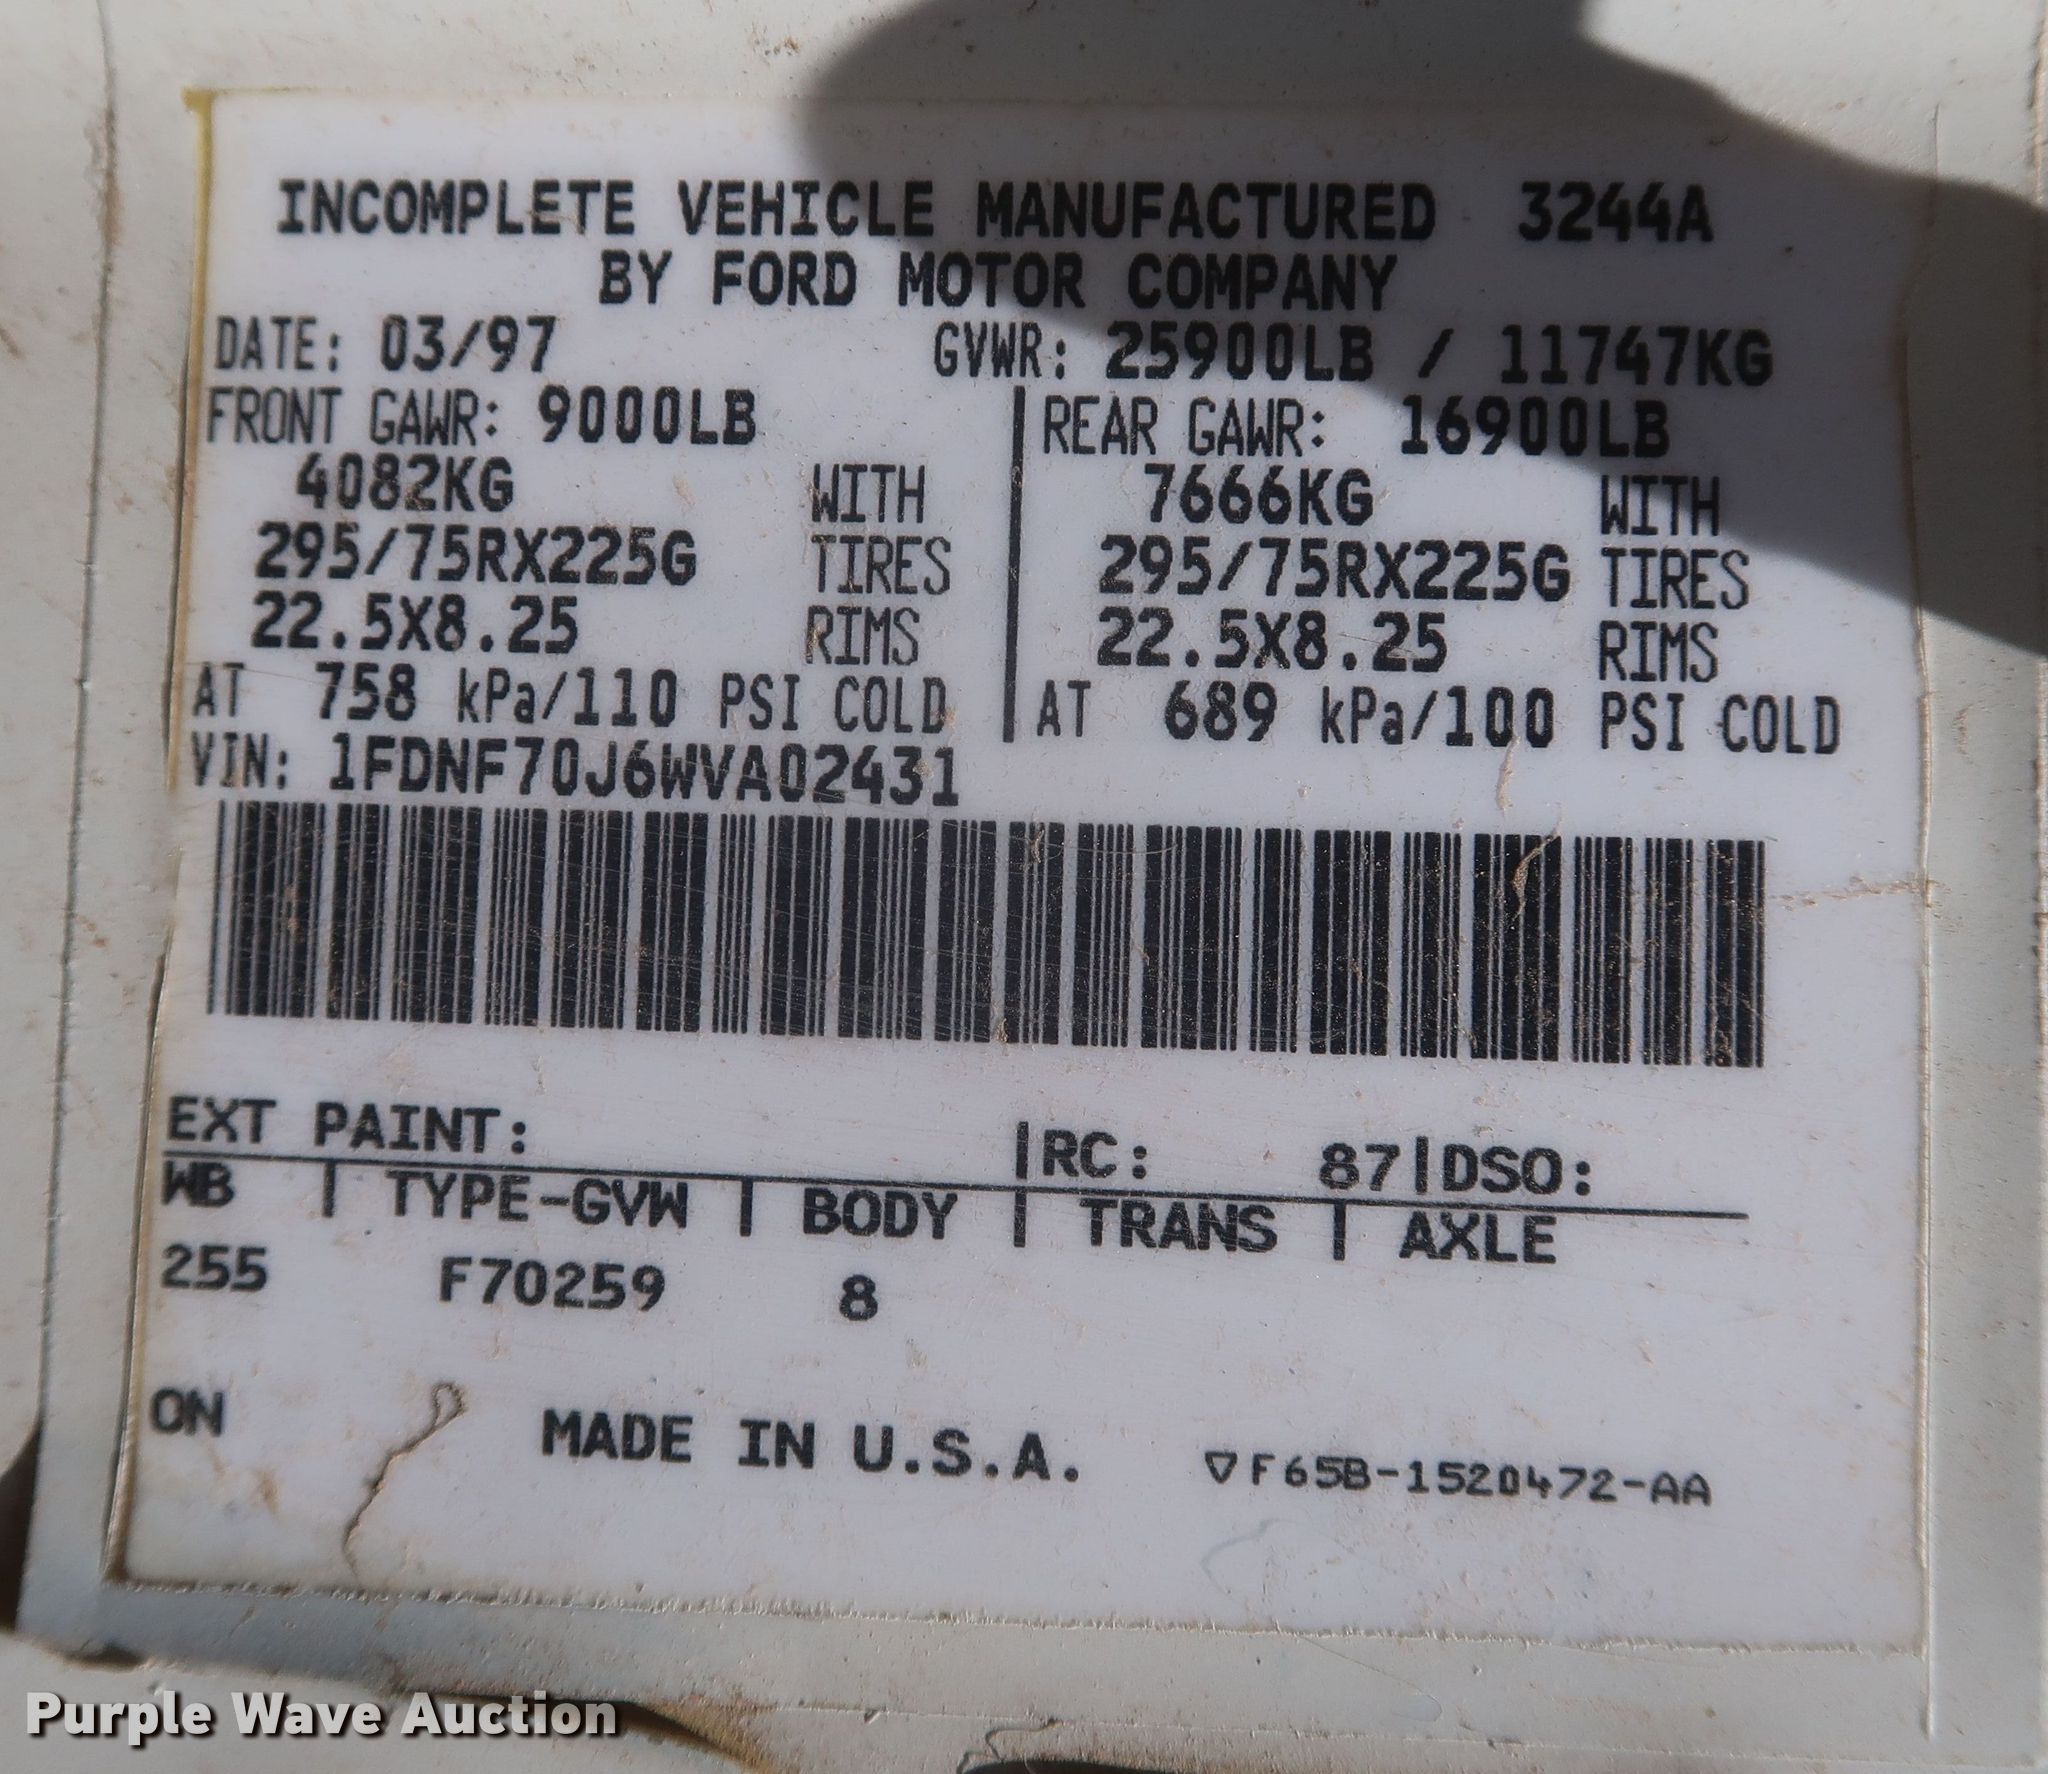 INCOMPLETE VEHICLE MANUFACTURED 3244A
BY FORD MOTOR COMPANY
DATE: 03/97 GVWR: 25900LB / 11747KG
FRONT GAWR: 9000LB REAR GAWR: 16900LB
4082KG WITH 7666KG WITH
295/75RX225G TIRES 295/75RX225G TIRES
22.5X8.25 RIMS 22.5X8.25 RIMS
AT 758 kPa/110 PSI COLD AT 689 kPa/100 PSI COLD
VIN: 1FDNF70J6WVA02431
EXT PAINT: |RC: 87|DSO:
WB | TYPE-GVW | BODY | TRANS | AXLE
255 F70259 8
ON MADE IN U.S.A. ▽F65B-1520472-AA
Purple Wave Auction